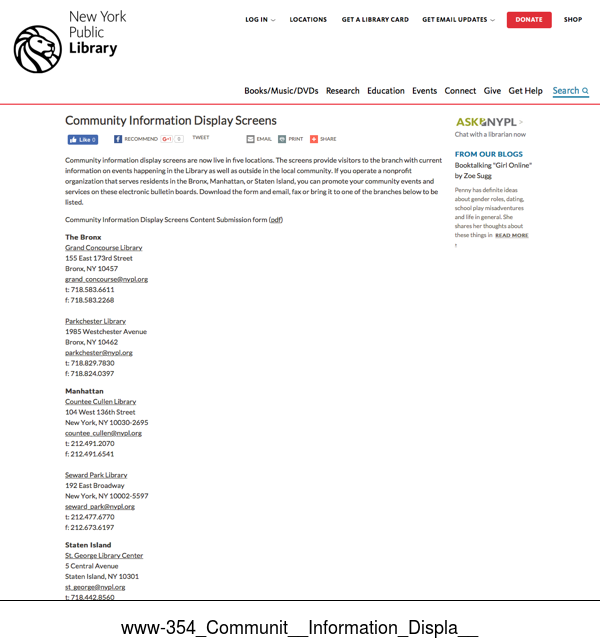 New York
Public
Library
LOG IN
LOCATIONS
GET A LIBRARY CARD
GET EMAIL UPDATES
DONATE
SHOP
Books/Music/DVDs Research Education Events Connect Give Get Help Search
Community Information Display Screens
Like 0
RECOMMEND
G+1 0
TWEET
EMAIL
PRINT
SHARE
Community information display screens are now live in five locations. The screens provide visitors to the branch with current
information on events happening in the Library as well as outside in the local community. If you operate a nonprofit
organization that serves residents in the Bronx, Manhattan, or Staten Island, you can promote your community events and
services on these electronic bulletin boards. Download the form and email, fax or bring it to one of the branches below to be
listed.
Community Information Display Screens Content Submission form (pdf)
The Bronx
Grand Concourse Library
155 East 173rd Street
Bronx, NY 10457
grand_concourse@nypl.org
t: 718.583.6611
f: 718.583.2268
Parkchester Library
1985 Westchester Avenue
Bronx, NY 10462
parkchester@nypl.org
t: 718.829.7830
f: 718.824.0397
Manhattan
Countee Cullen Library
104 West 136th Street
New York, NY 10030-2695
countee_cullen@nypl.org
t: 212.491.2070
f: 212.491.6541
Seward Park Library
192 East Broadway
New York, NY 10002-5597
seward_park@nypl.org
t: 212.477.6770
f: 212.673.6197
Staten Island
St. George Library Center
5 Central Avenue
Staten Island, NY 10301
st_george@nypl.org
t: 718.442.8560
ASK NYPL >
Chat with a librarian now
FROM OUR BLOGS
Booktalking "Girl Online"
by Zoe Sugg
Penny has definite ideas
about gender roles, dating,
school play misadventures
and life in general. She
shares her thoughts about
these things in READ MORE
www-354_Communit__Information_Displa__